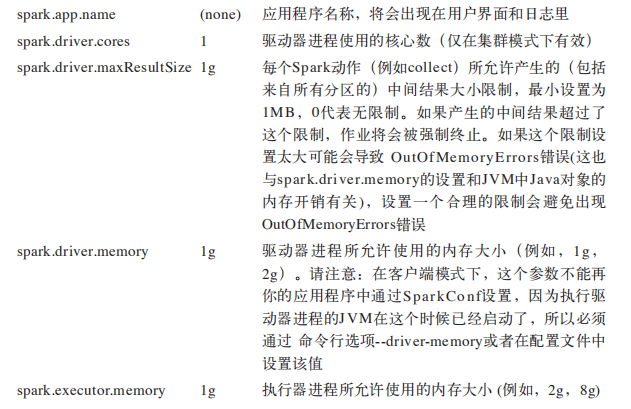 spark.app.name (none) 应用程序名称，将会出现在用户界面和日志里
spark.driver.cores 1 驱动器进程使用的核心数（仅在集群模式下有效）
spark.driver.maxResultSize 1g 每个Spark动作（例如collect）所允许产生的（包括
来自所有分区的）中间结果大小限制，最小设置为
1MB，0代表无限制。如果产生的中间结果超过了
这个限制，作业将会被强制终止。如果这个限制设
置太大可能会导致 OutOfMemoryErrors错误(这也
与spark.driver.memory的设置和JVM中Java对象的
内存开销有关)，设置一个合理的限制会避免出现
OutOfMemoryErrors错误
spark.driver.memory 1g 驱动器进程所允许使用的内存大小（例如，1g，
2g）。请注意：在客户端模式下，这个参数不能再
你的应用程序中通过SparkConf设置，因为执行驱
动器进程的JVM在这个时候已经启动了，所以必须
通过 命令行选项--driver-memory或者在配置文件中
设置该值
spark.executor.memory 1g 执行器进程所允许使用的内存大小 (例如，2g，8g)